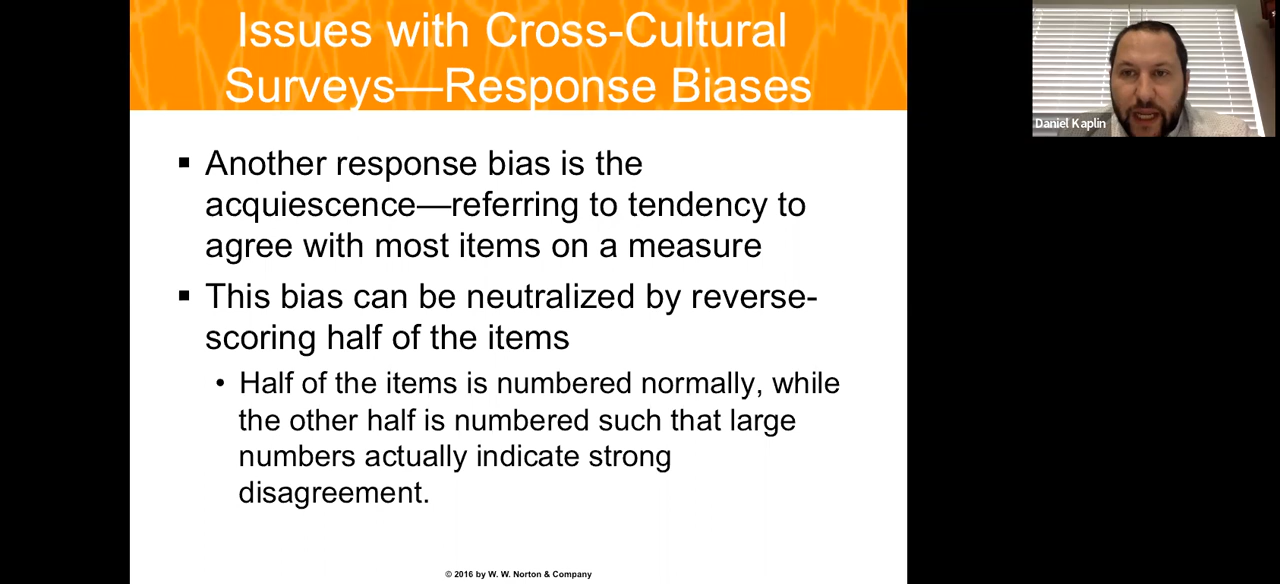 Issues with Cross-Cultural
Surveys—Response Biases
▪ Another response bias is the
acquiescence—referring to tendency to
agree with most items on a measure
▪ This bias can be neutralized by reverse-
scoring half of the items
• Half of the items is numbered normally, while
the other half is numbered such that large
numbers actually indicate strong
disagreement.
© 2016 by W. W. Norton & Company
Daniel Kaplin